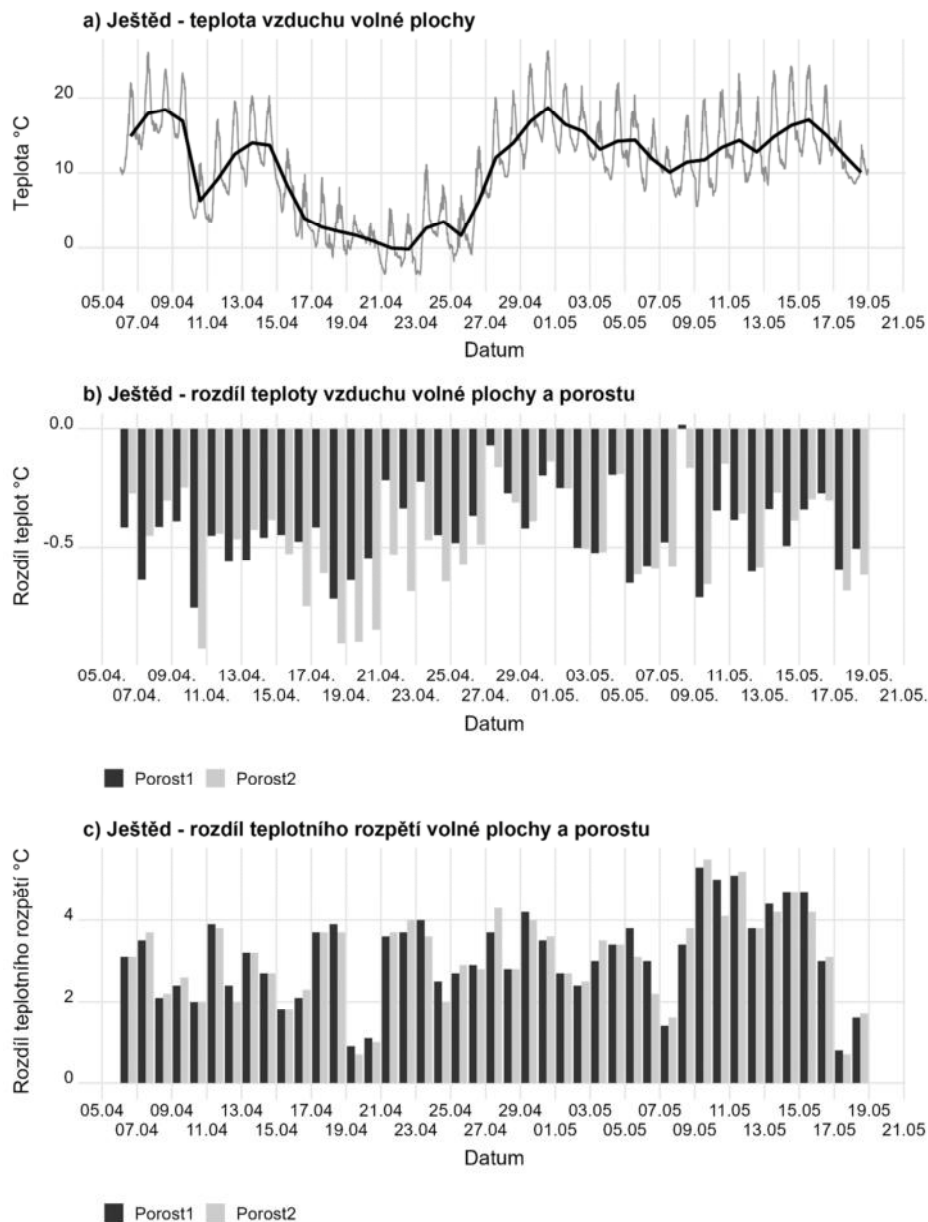 a) Ještěd - teplota vzduchu volné plochy
Teplota °C
20
10
0
05.04 09.04 13.04 17.04 21.04 25.04 29.04 03.05 07.05 11.05 15.05 19.05
07.04 11.04 15.04 19.04 23.04 27.04 01.05 05.05 09.05 13.05 17.05 21.05
Datum
b) Ještěd - rozdíl teploty vzduchu volné plochy a porostu
Rozdíl teplot °C
0.0
-0.5
05.04. 09.04. 13.04. 17.04. 21.04. 25.04. 29.04. 03.05. 07.05. 11.05. 15.05. 19.05.
07.04. 11.04. 15.04. 19.04. 23.04. 27.04. 01.05. 05.05. 09.05. 13.05. 17.05. 21.05.
Datum
Porost1 Porost2
c) Ještěd - rozdíl teplotního rozpětí volné plochy a porostu
Rozdíl teplotního rozpětí °C
4
2
0
05.04 09.04 13.04 17.04 21.04 25.04 29.04 03.05 07.05 11.05 15.05 19.05
07.04 11.04 15.04 19.04 23.04 27.04 01.05 05.05 09.05 13.05 17.05 21.05
Datum
Porost1 Porost2